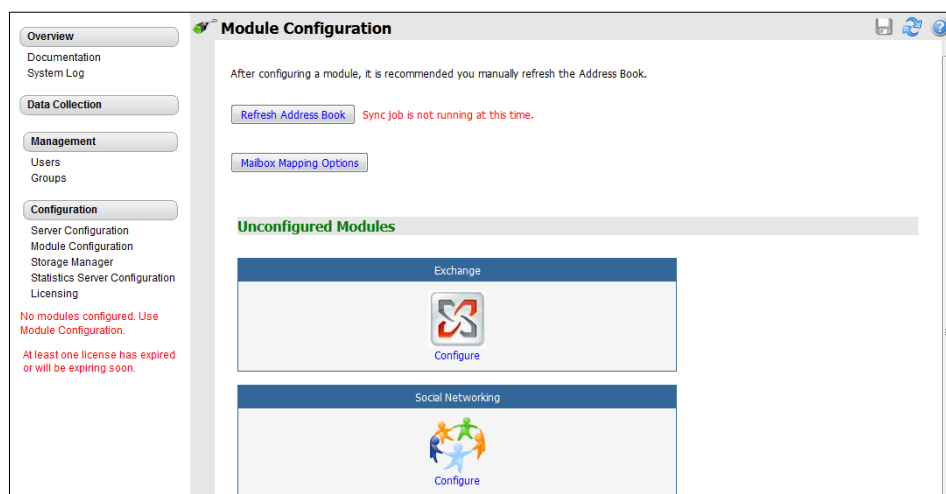 Overview
Documentation
System Log
Data Collection
Management
Users
Groups
Configuration
Server Configuration
Module Configuration
Storage Manager
Statistics Server Configuration
Licensing
No modules configured. Use
Module Configuration.
At least one license has expired
or will be expiring soon.
Module Configuration
After configuring a module, it is recommended you manually refresh the Address Book.
Refresh Address Book Sync job is not running at this time.
Mailbox Mapping Options
Unconfigured Modules
Exchange
Configure
Social Networking
Configure